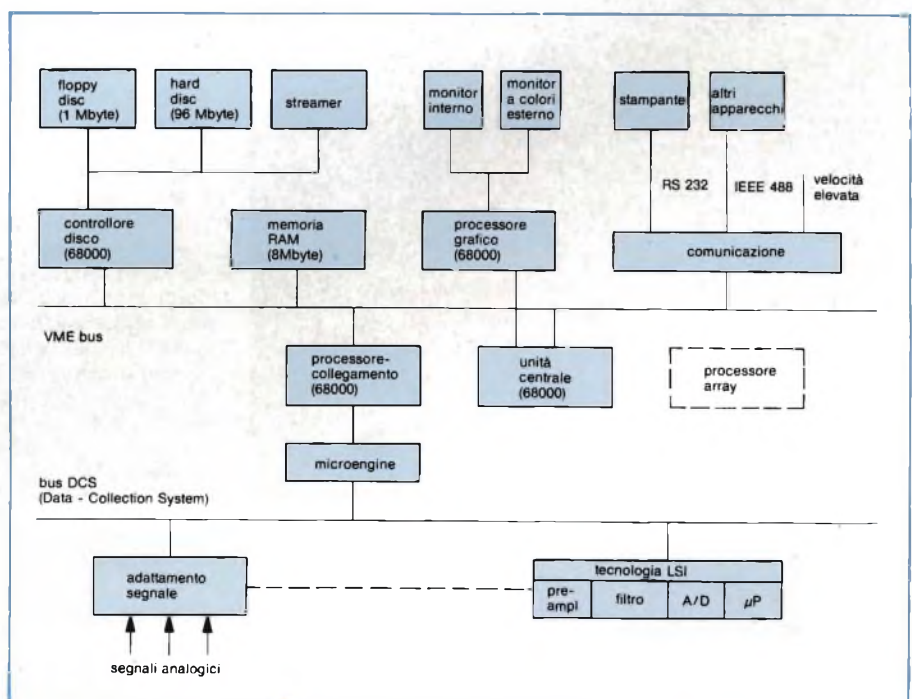 floppy
disc
(1 Mbyte)
hard
disc
(96 Mbyte)
streamer
monitor
interno
monitor
a colori
esterno
stampante
altri
apparecchi
RS 232
IEEE 488
velocità
elevata
controllore
disco
(68000)
memoria
RAM
(8Mbyte)
processore
grafico
(68000)
comunicazione
VME bus
processore-
collegamento
(68000)
unità
centrale
(68000)
processore
array
microengine
bus DCS
(Data - Collection System)
adattamento
segnale
tecnologia LSI
pre-
ampl
filtro
A/D
µP
segnali analogici